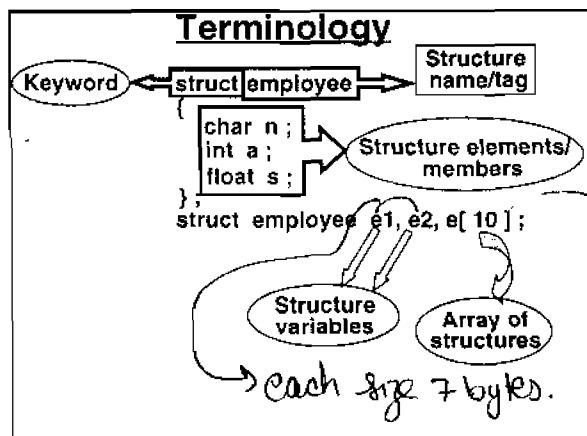 Terminology
Keyword
struct employee
Structure name/tag
{
char n ;
int a ;
float s ;
Structure elements/
members
} ;
struct employee e1, e2, e[ 10 ] ;
Structure
variables
Array of
structures
each size 7 bytes.